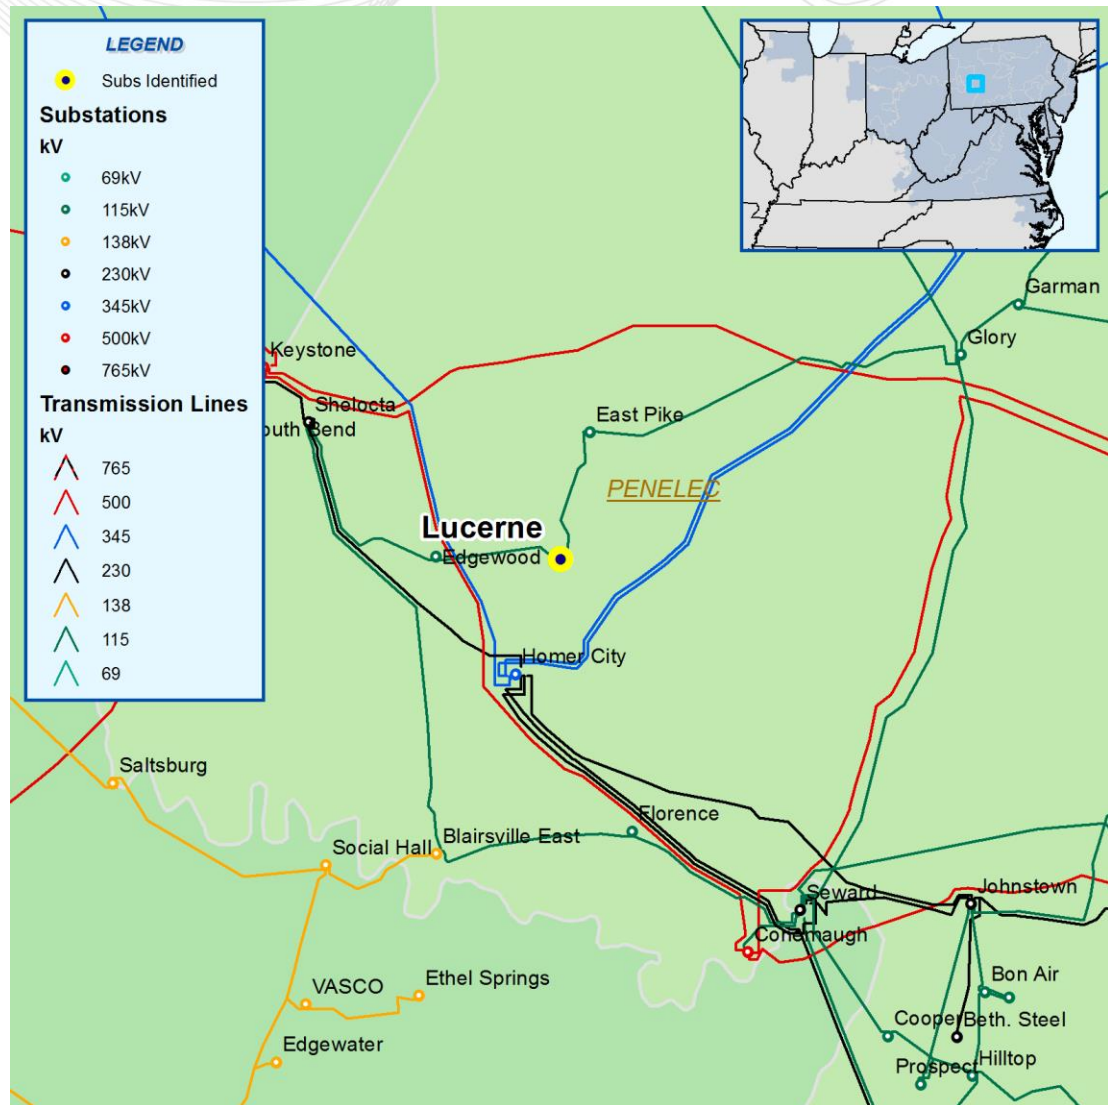 LEGEND
Subs Identified
Substations
kV
69kV
115kV
138kV
230kV
345kV
500kV
765kV
Transmission Lines
kV
765
500
345
230
138
115
69
Garman
Glory
Keystone
Shelocta
outh Bend
East Pike
PENELEC
Lucerne
Edgewood
Homer City
Saltsburg
Florence
Social Hall
Blairsville East
Seward
Johnstown
Conemaugh
Ethel Springs
VASCO
Bon Air
Edgewater
Cooper
Beth. Steel
Prospect
Hilltop